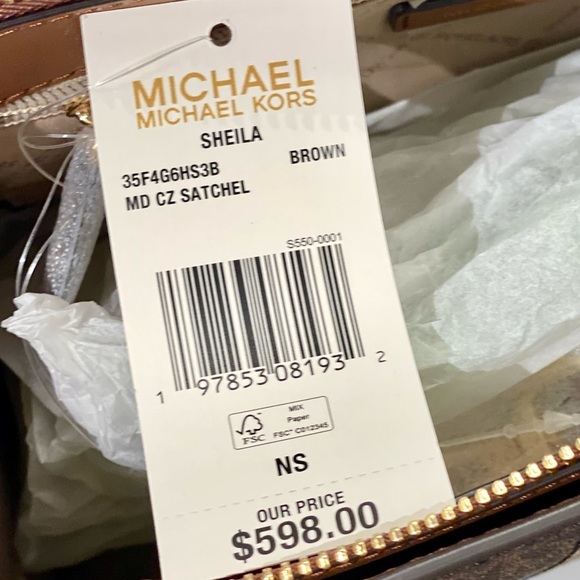 MICHAEL
MICHAEL KORS
SHEILA
35F4G6HS3B BROWN
MD CZ SATCHEL
S550-0001
1 97853 08193 2
MIX
Paper
FSC FSC® C012345
NS
OUR PRICE
$598.00